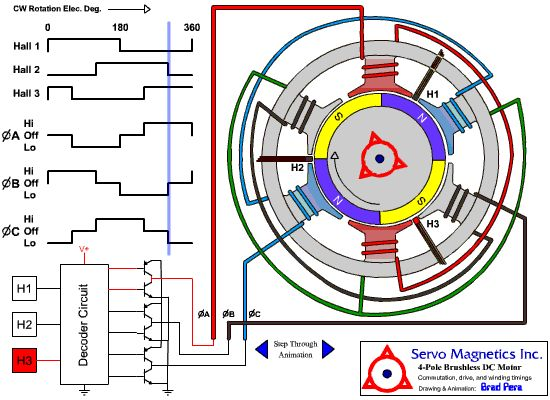 CW Rotation Elec. Deg.
0 180 360
Hall 1
Hall 2
Hall 3
ØA Hi
Off
Lo
ØB Hi
Off
Lo
ØC Hi
Off
Lo
V+
H1
H2
H3
Decoder Circuit
ØA ØB ØC
Step Through
Animation
H1
H2
H3
S
N
S
N
Servo Magnetics Inc.
4-Pole Brushless DC Motor
Commutation, drive, and winding timings
Drawing & Animation: Brad Pera